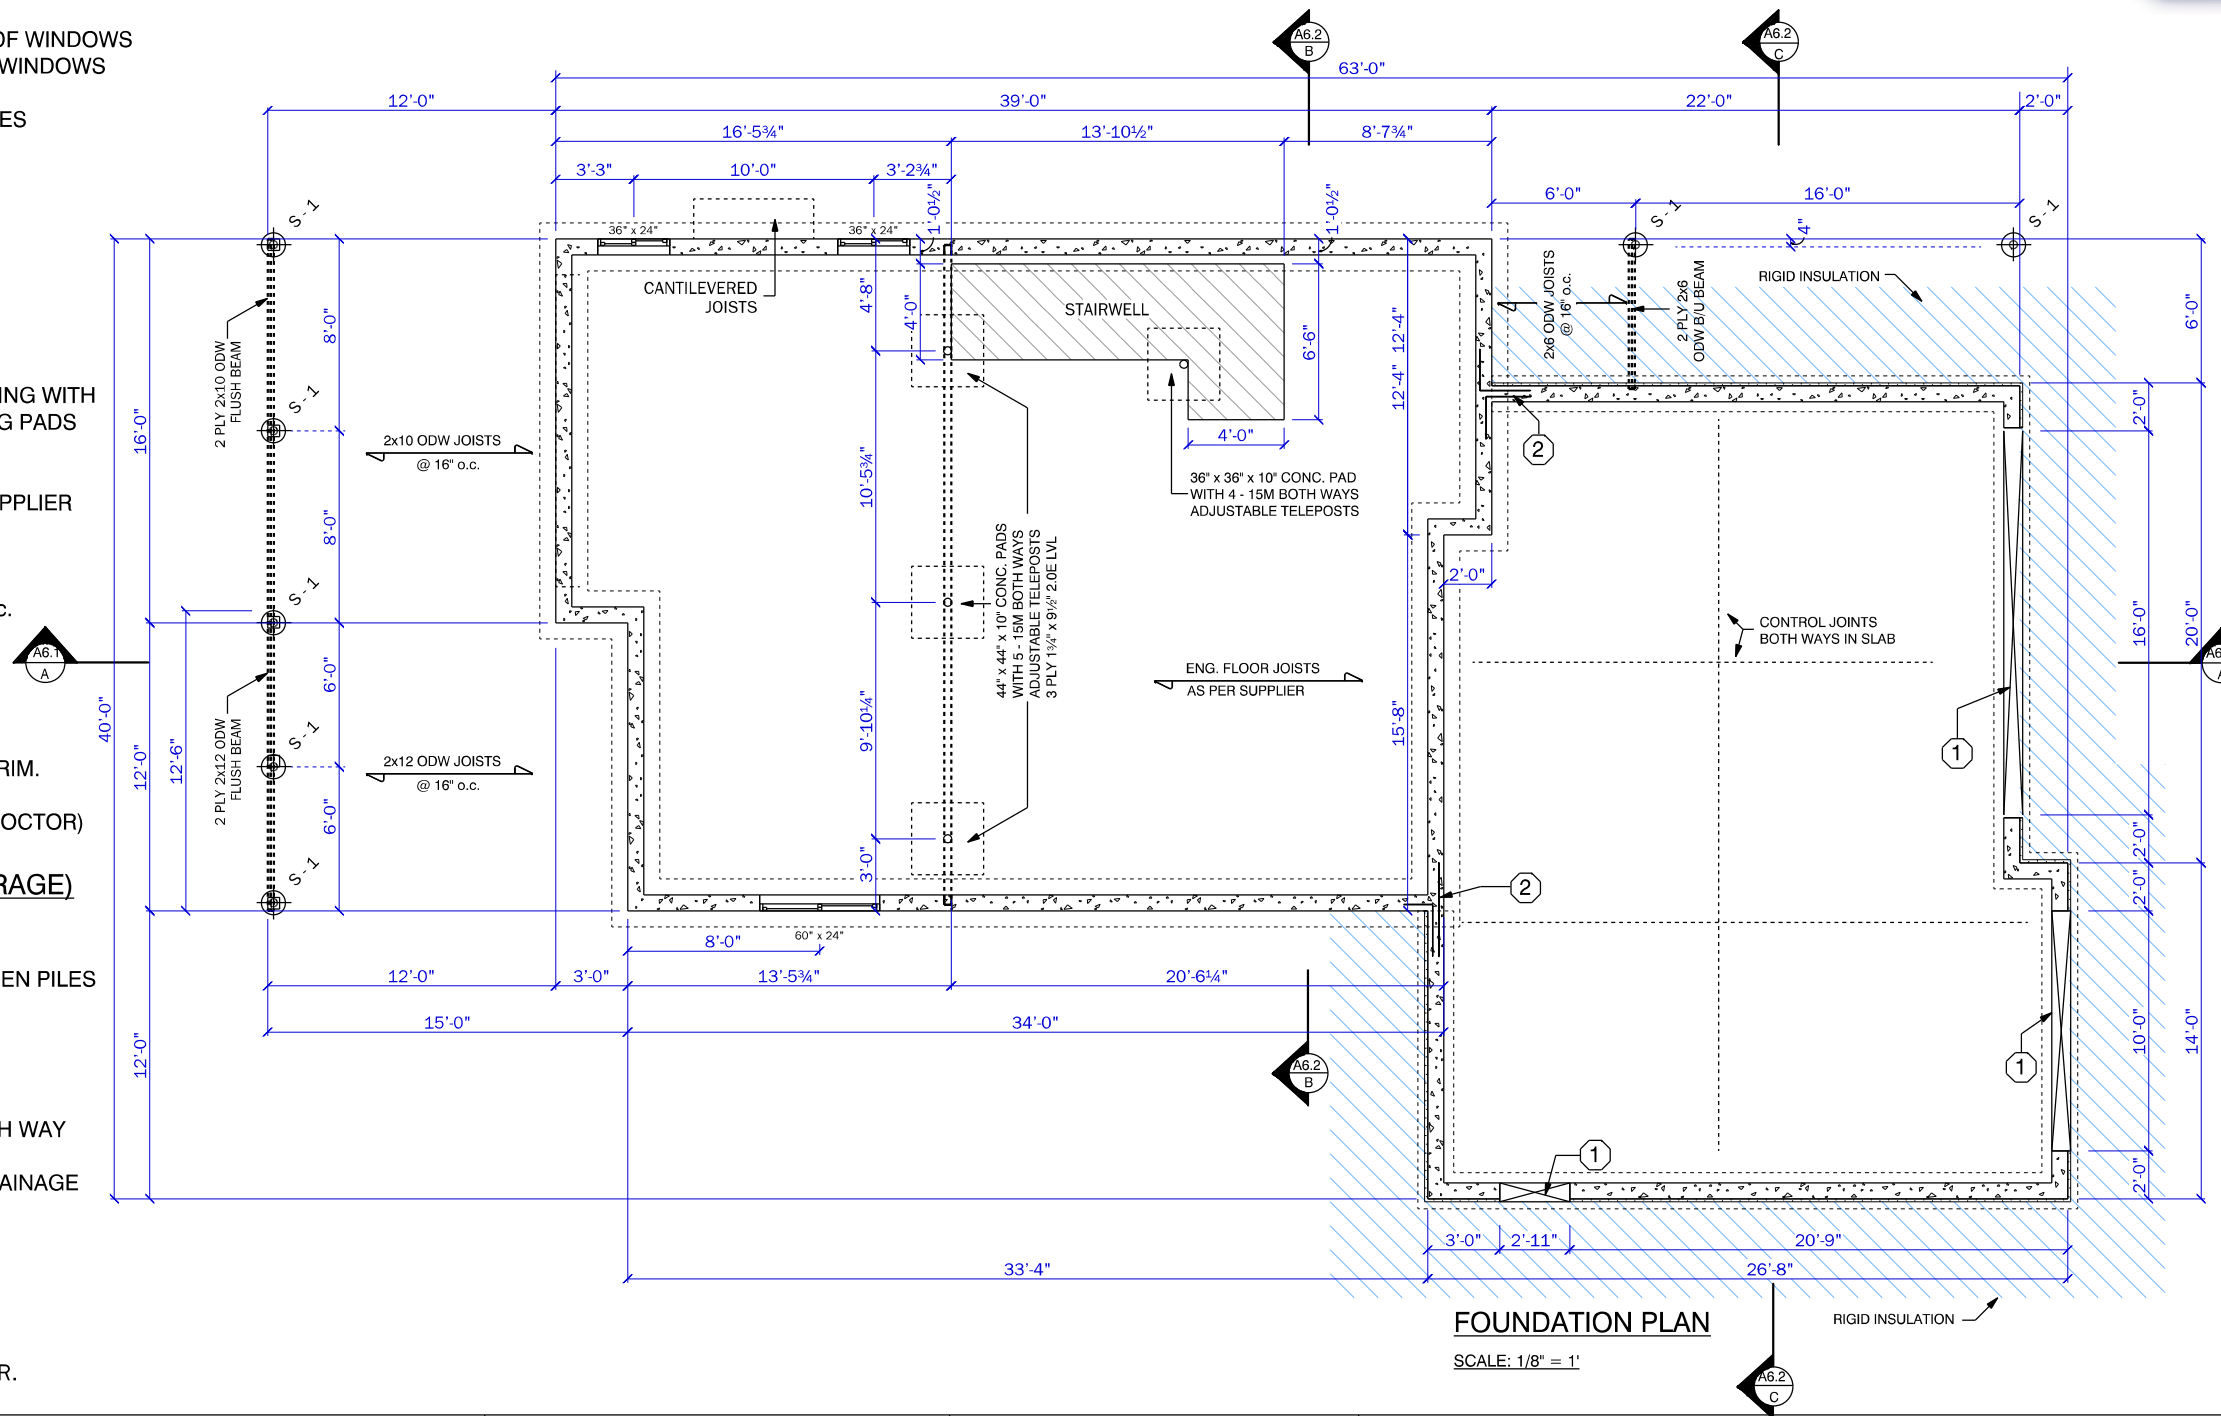 OF WINDOWS
WINDOWS
ES
ING WITH
G PADS
PPLIER
C.
RIM.
OCTOR)
RAGE)
EN PILES
H WAY
AINAGE
R.
A6.2
B
A6.2
C
63'-0"
12'-0"
39'-0"
22'-0"
2'-0"
16'-5¾"
13'-10½"
8'-7¾"
3'-3"
10'-0"
3'-2¾"
1'-0½"
1'-0½"
6'-0"
16'-0"
S - 1
S - 1
S - 1
4"
36" x 24"
36" x 24"
CANTILEVERED
JOISTS
STAIRWELL
4'-8"
4'-0"
6'-6"
12'-4"
12'-4"
4'-0"
2x6 ODW JOISTS
@ 16" o.c.
2 PLY 2x6
ODW B/U BEAM
RIGID INSULATION
6'-0"
8'-0"
2 PLY 2x10 ODW
FLUSH BEAM
S - 1
16'-0"
2x10 ODW JOISTS
@ 16" o.c.
10'-5¾"
36" x 36" x 10" CONC. PAD
WITH 4 - 15M BOTH WAYS
ADJUSTABLE TELEPOSTS
2
2'-0"
8'-0"
S - 1
44" x 44" x 10" CONC. PADS
WITH 5 - 15M BOTH WAYS
ADJUSTABLE TELEPOSTS
3 PLY 1¾" x 9½" 2.0E LVL
2'-0"
CONTROL JOINTS
BOTH WAYS IN SLAB
16'-0"
20'-0"
A6.1
A
A
6'-0"
ENG. FLOOR JOISTS
AS PER SUPPLIER
40'-0"
12'-0"
12'-6"
2 PLY 2x12 ODW
FLUSH BEAM
S - 1
9'-10¼"
15'-8"
1
2x12 ODW JOISTS
@ 16" o.c.
6'-0"
S - 1
3'-0"
2
2'-0"
2'-0"
8'-0"
60" x 24"
12'-0"
3'-0"
13'-5¾"
20'-6¼"
15'-0"
34'-0"
12'-0"
A6.2
B
1
10'-0"
14'-0"
1
2'-0"
3'-0"
2'-11"
20'-9"
33'-4"
26'-8"
FOUNDATION PLAN
SCALE: 1/8" = 1'
RIGID INSULATION
A6.2
C